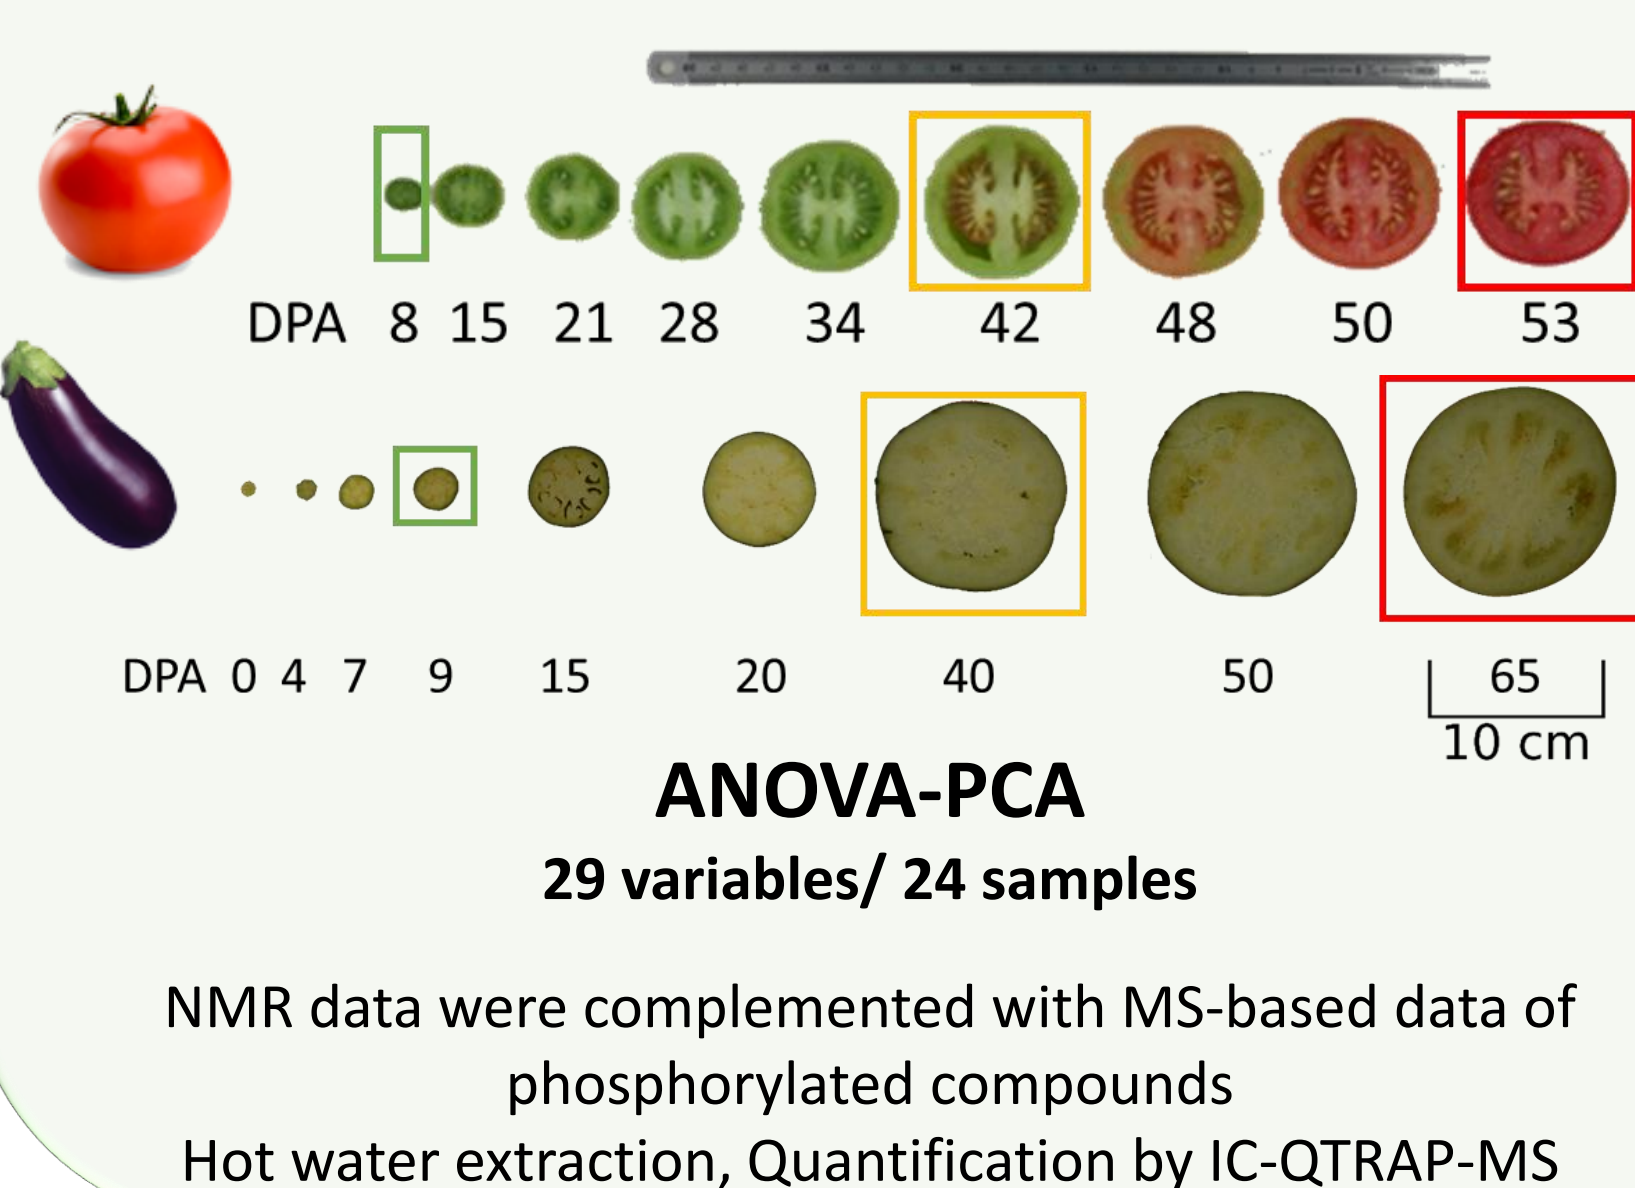 DPA 8 15 21 28 34 42 48 50 53
DPA 0 4 7 9 15 20 40 50 65
10 cm
ANOVA-PCA
29 variables/ 24 samples
NMR data were complemented with MS-based data of
phosphorylated compounds
Hot water extraction, Quantification by IC-QTRAP-MS